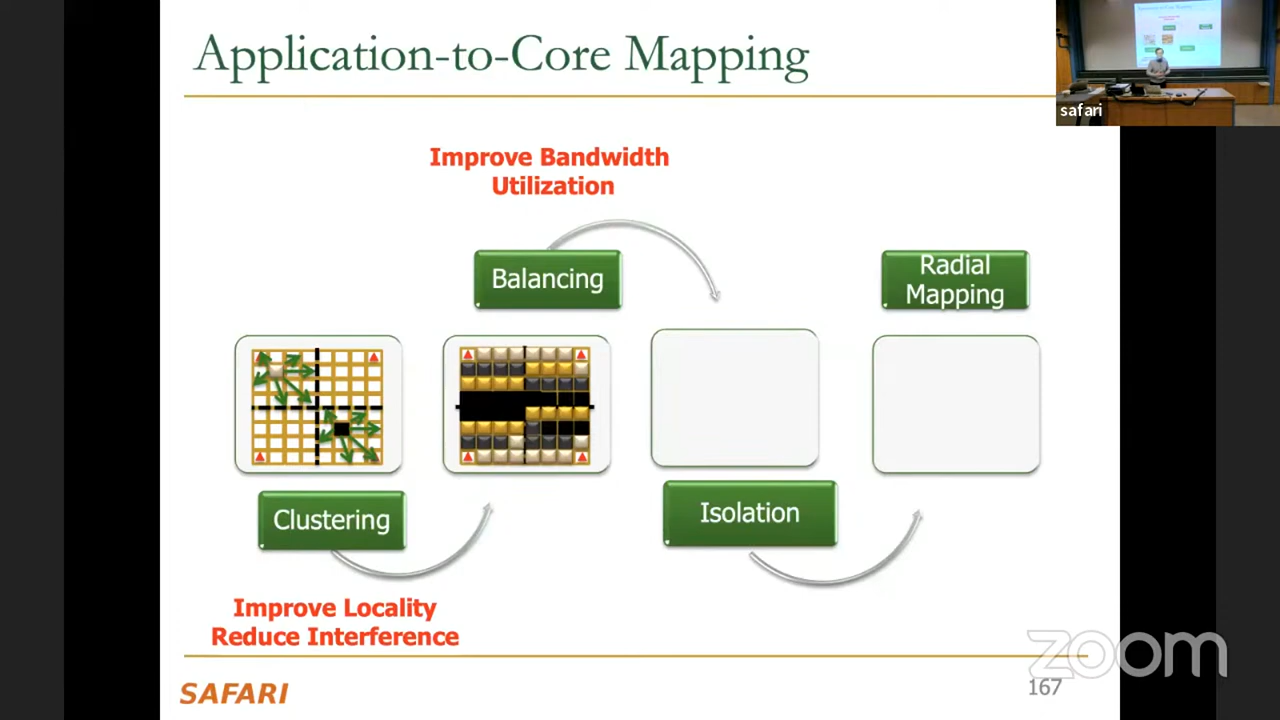 Application-to-Core Mapping
safari
Improve Bandwidth
Utilization
Balancing
Radial
Mapping
Clustering
Isolation
Improve Locality
Reduce Interference
SAFARI
167
zoom